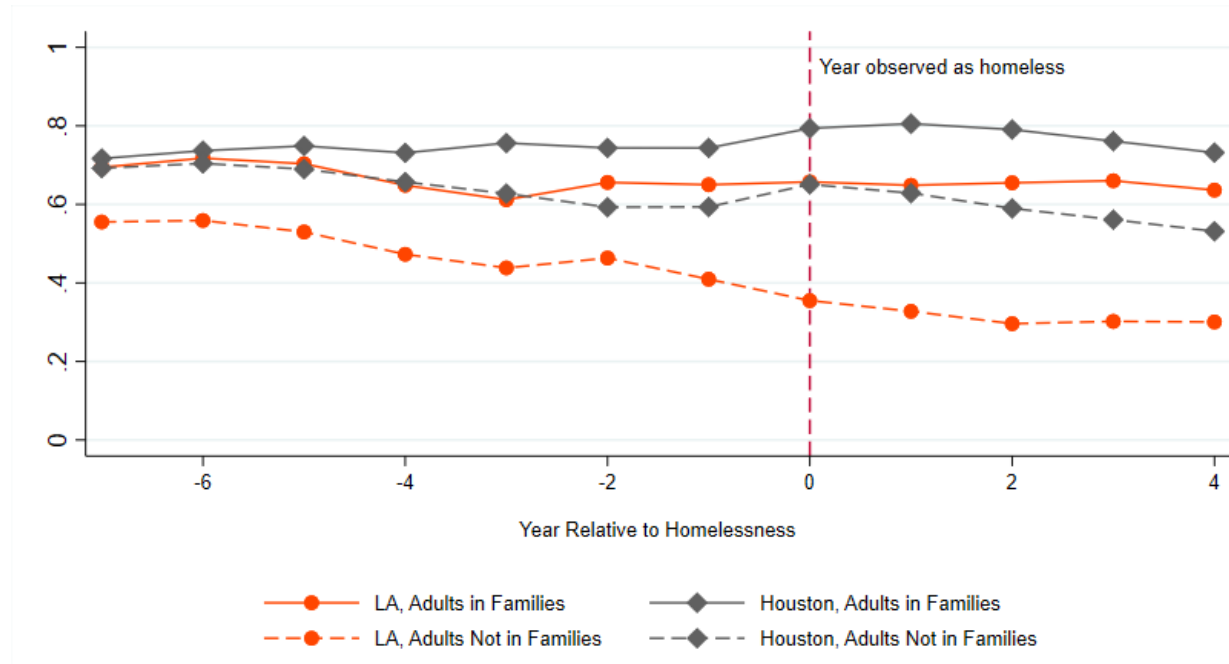 1
Year observed as homeless
.8
.6
.4
.2
0
-6 -4 -2 0 2 4
Year Relative to Homelessness
LA, Adults in Families Houston, Adults in Families
LA, Adults Not in Families Houston, Adults Not in Families